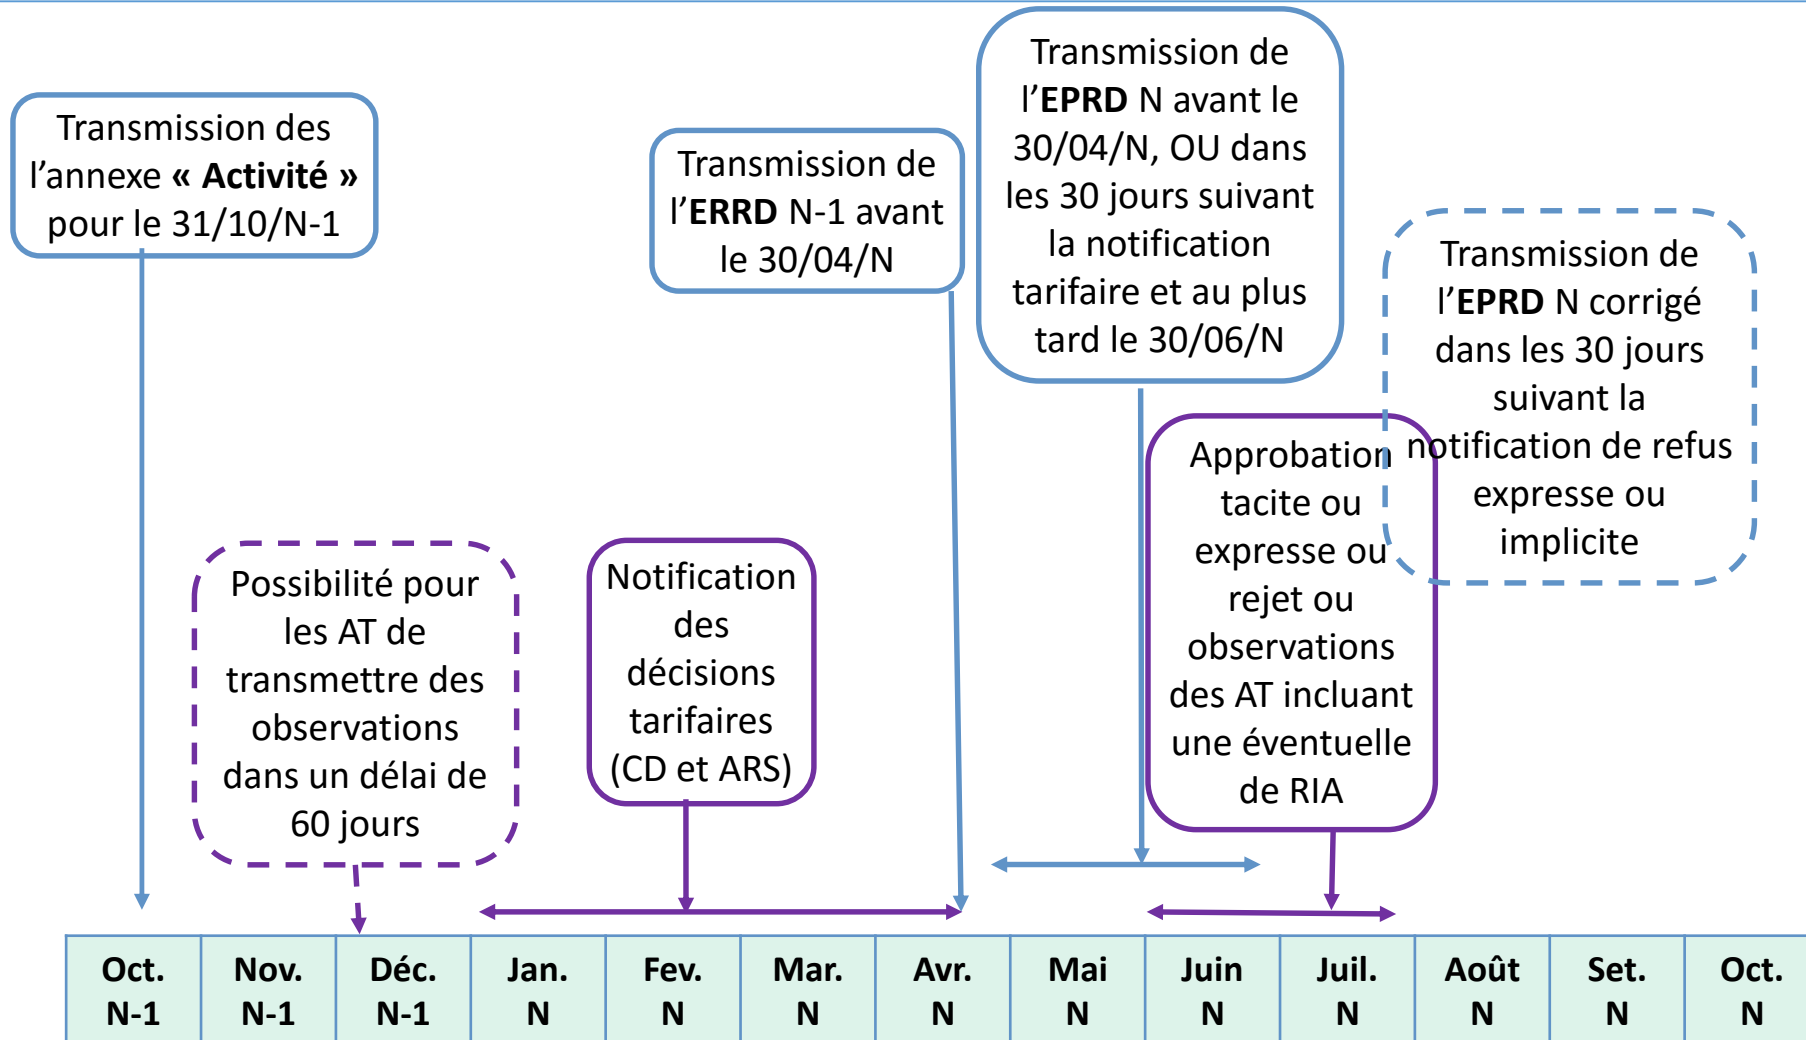 Transmission des
l’annexe « Activité »
pour le 31/10/N-1
Possibilité pour
les AT de
transmettre des
observations
dans un délai de
60 jours
Notification
des
décisions
tarifaires
(CD et ARS)
Transmission de
l’ERRD N-1 avant
le 30/04/N
Transmission de
l’EPRD N avant le
30/04/N, OU dans
les 30 jours suivant
la notification
tarifaire et au plus
tard le 30/06/N
Approbation
tacite ou
expresse ou
rejet ou
observations
des AT incluant
une éventuelle
de RIA
Transmission de
l’EPRD N corrigé
dans les 30 jours
suivant la
notification de refus
expresse ou
implicite
Oct. Nov. Déc. Jan. Fev. Mar. Avr. Mai Juin Juil. Août Set. Oct.
N-1 N-1 N-1 N N N N N N N N N N